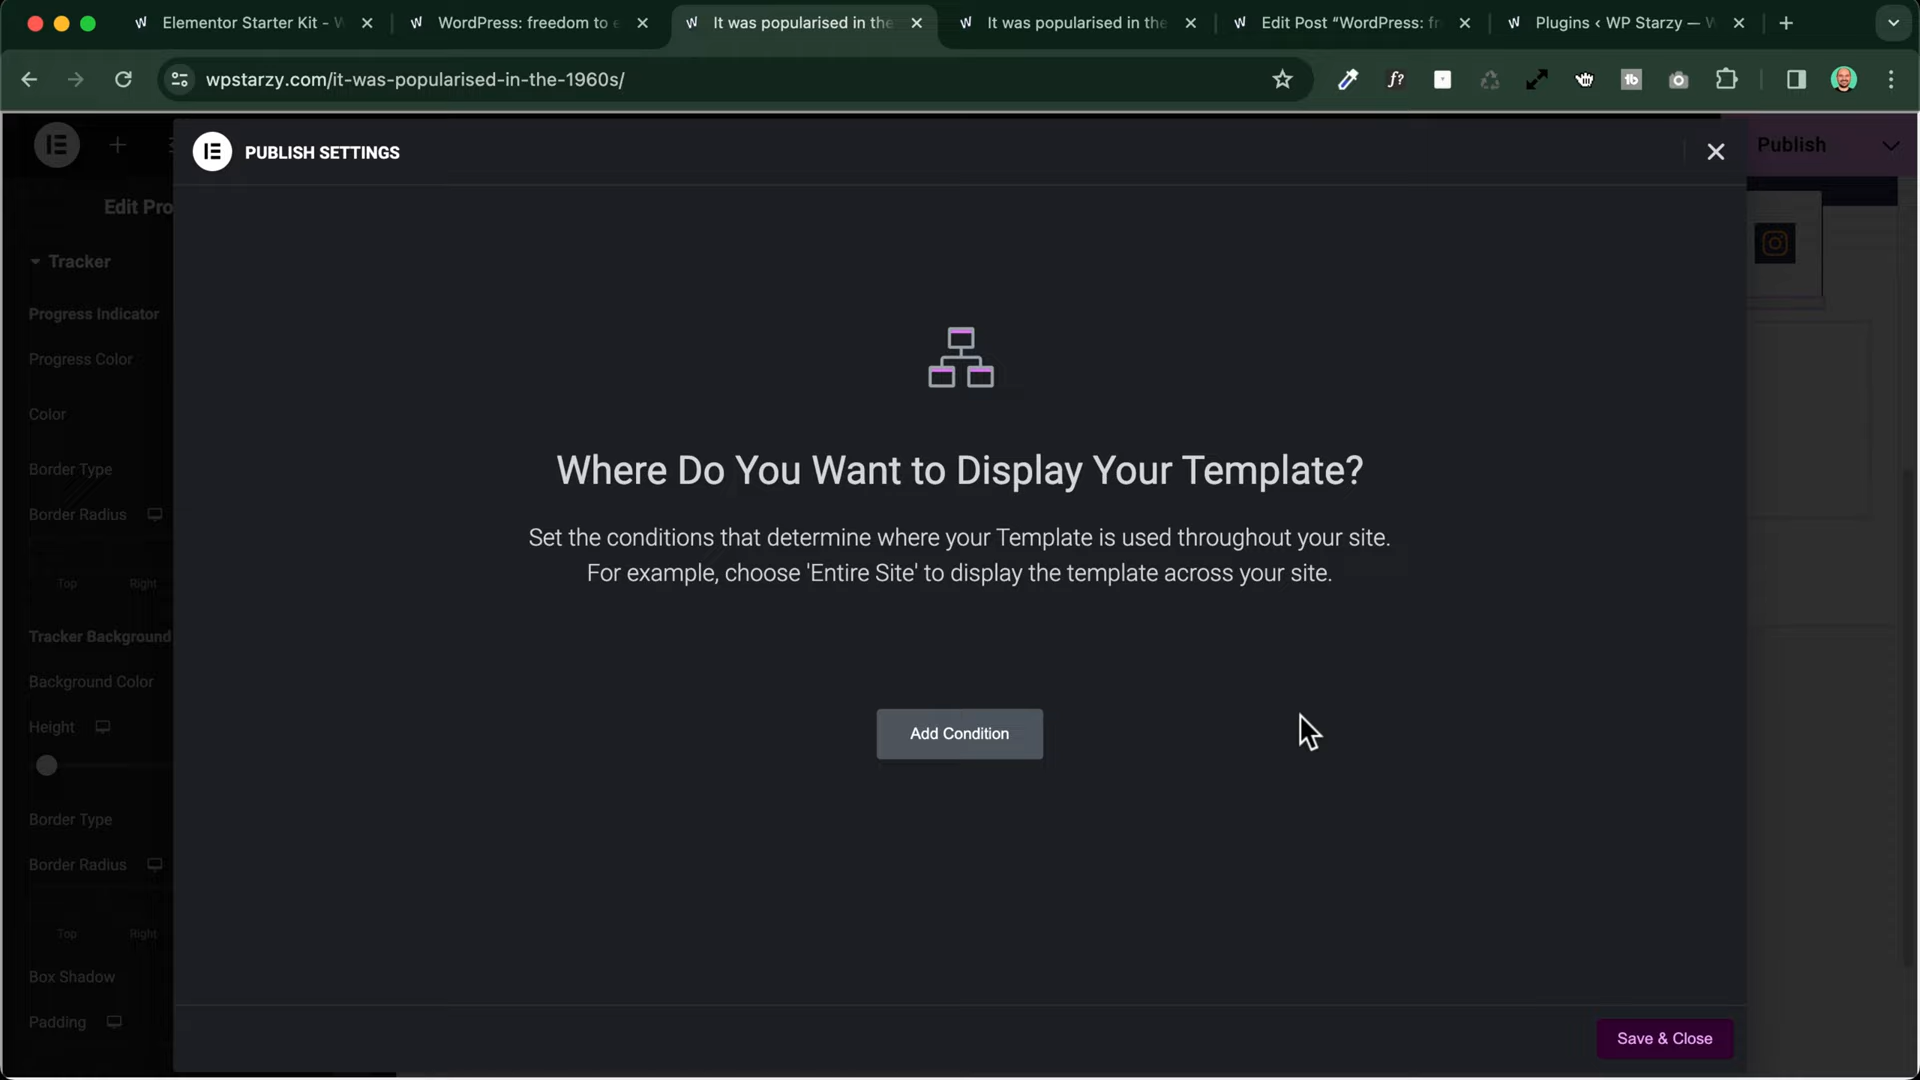 Elementor Starter Kit - W
WordPress: freedom to e
It was popularised in the
It was popularised in the
Edit Post “WordPress: fr
Plugins ‹ WP Starzy — W
wpstarzy.com/it-was-popularised-in-the-1960s/
PUBLISH SETTINGS
Publish
Edit Pro
Tracker
Progress Indicator
Progress Color
Color
Border Type
Border Radius
Top Right
Tracker Background
Background Color
Height
Border Type
Border Radius
Top Right
Box Shadow
Padding
Where Do You Want to Display Your Template?
Set the conditions that determine where your Template is used throughout your site.
For example, choose 'Entire Site' to display the template across your site.
Add Condition
Save & Close